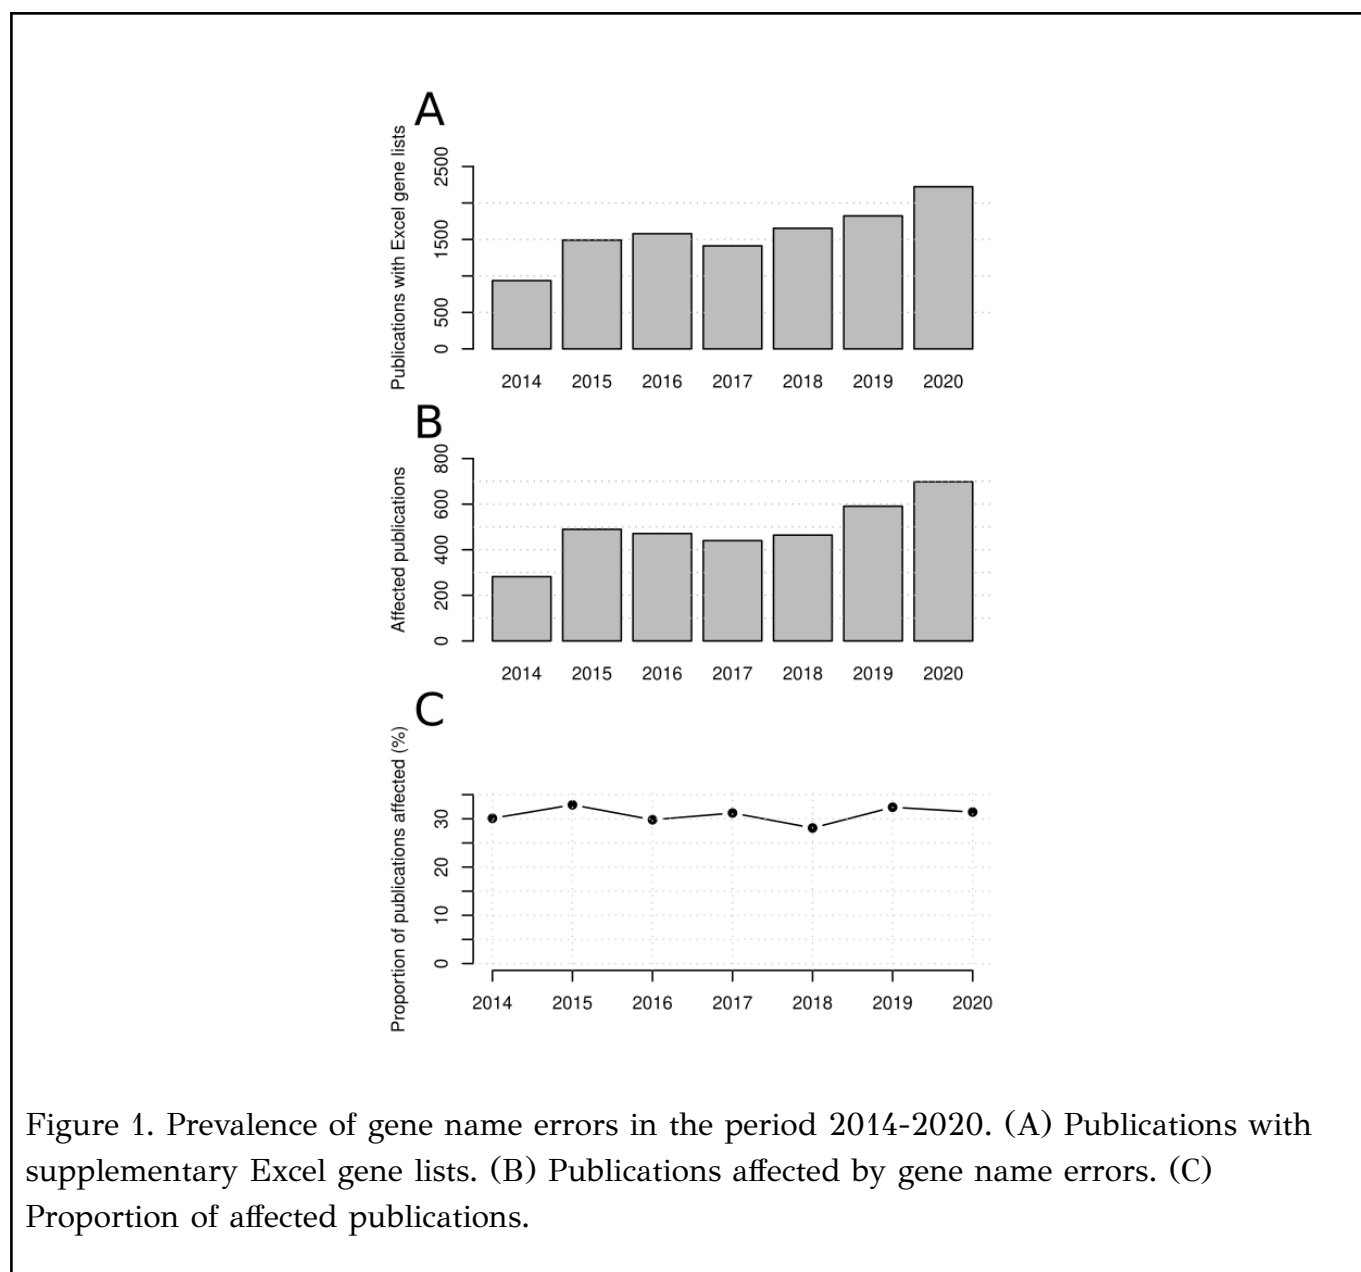 A
Publications with Excel gene lists
2500
1500
500
0
2014 2015 2016 2017 2018 2019 2020
B
Affected publications
800
600
400
200
0
2014 2015 2016 2017 2018 2019 2020
C
Proportion of publications affected (%)
30
20
10
0
2014 2015 2016 2017 2018 2019 2020
Figure 1. Prevalence of gene name errors in the period 2014-2020. (A) Publications with
supplementary Excel gene lists. (B) Publications affected by gene name errors. (C)
Proportion of affected publications.